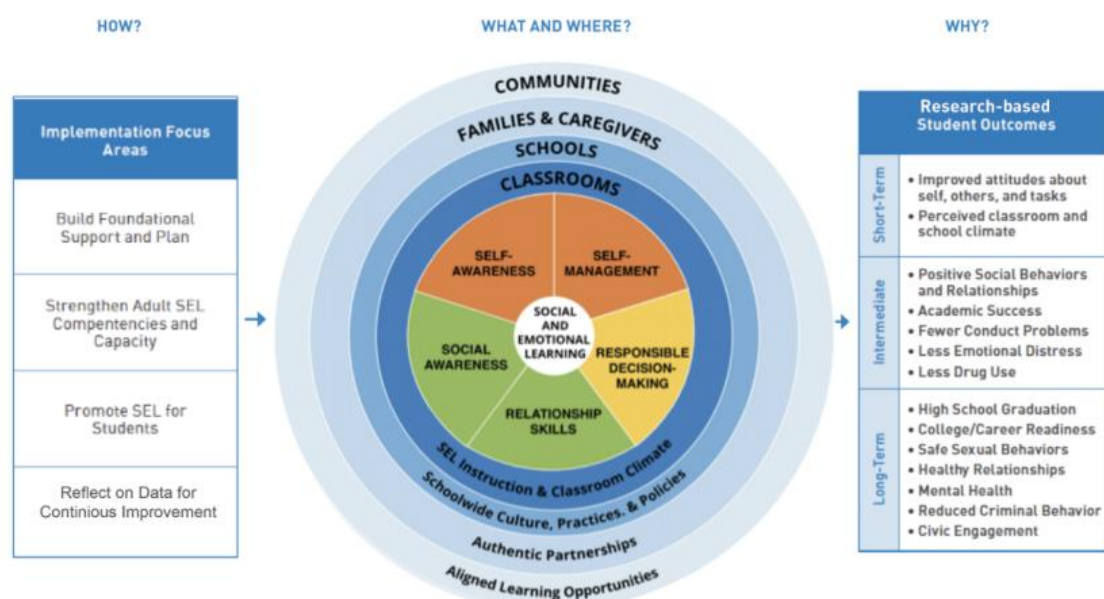 HOW?
WHAT AND WHERE?
WHY?
Implementation Focus
Areas
Build Foundational
Support and Plan
Strengthen Adult SEL
Compentencies and
Capacity
Promote SEL for
Students
Reflect on Data for
Continious Improvement
COMMUNITIES
FAMILIES & CAREGIVERS
SCHOOLS
CLASSROOMS
SELF-
AWARENESS
SELF-
MANAGEMENT
SOCIAL
AWARENESS
SOCIAL
AND
EMOTIONAL
LEARNING
RESPONSIBLE
DECISION-
MAKING
RELATIONSHIP
SKILLS
SEL Instruction & Classroom Climate
Schoolwide Culture, Practices, & Policies
Authentic Partnerships
Aligned Learning Opportunities
Research-based
Student Outcomes
Short-Term
• Improved attitudes about
self, others, and tasks
• Perceived classroom and
school climate
Intermediate
• Positive Social Behaviors
and Relationships
• Academic Success
• Fewer Conduct Problems
• Less Emotional Distress
• Less Drug Use
Long-Term
• High School Graduation
• College/Career Readiness
• Safe Sexual Behaviors
• Healthy Relationships
• Mental Health
• Reduced Criminal Behavior
• Civic Engagement